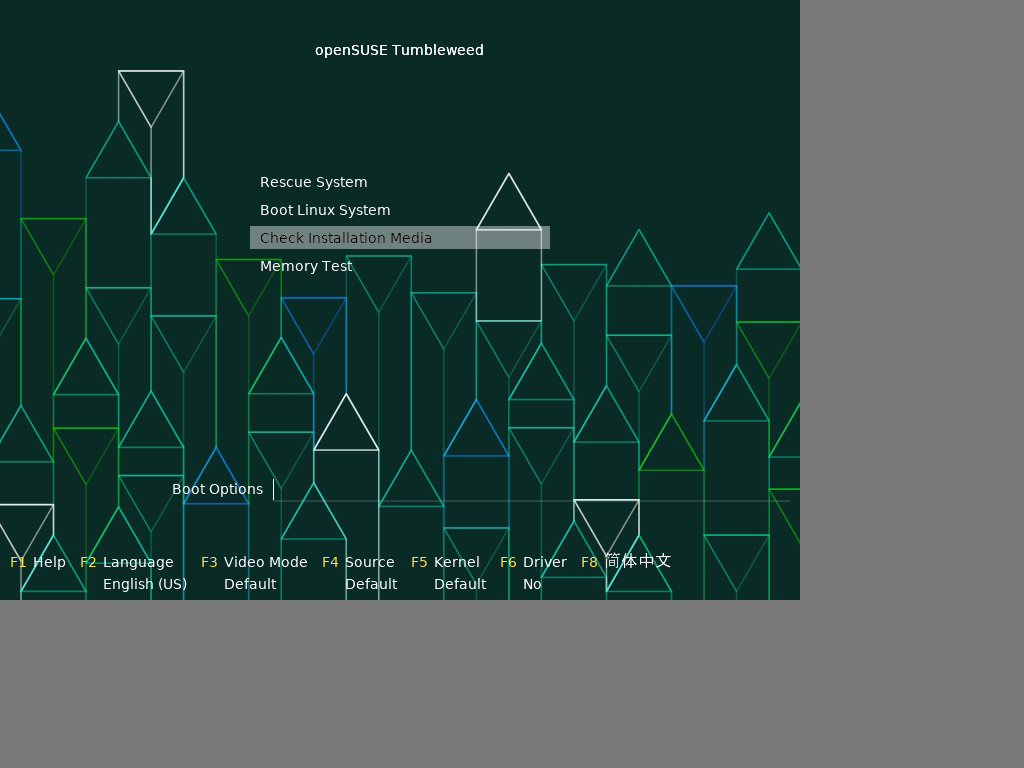 openSUSE Tumbleweed
Rescue System
Boot Linux System
Check Installation Media
Memory Test
Boot Options
F1 Help F2 Language F3 Video Mode F4 Source F5 Kernel F6 Driver F8 简体中文
English (US) Default Default Default No